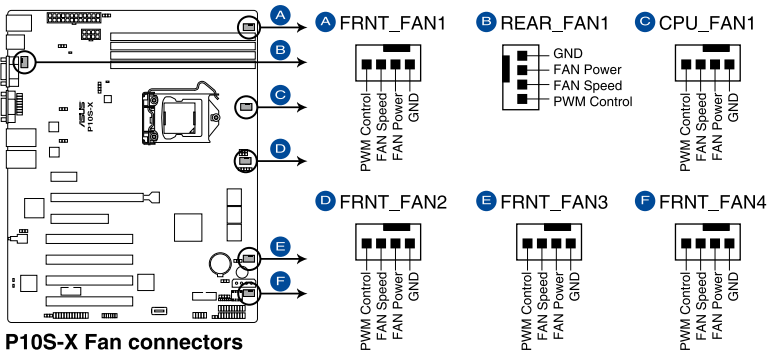 A
B
C
D
E
F
/ISUS
P10S-X
P10S-X Fan connectors
A FRNT_FAN1
PWM Control
FAN Speed
FAN Power
GND
B REAR_FAN1
GND
FAN Power
FAN Speed
PWM Control
C CPU_FAN1
PWM Control
FAN Speed
FAN Power
GND
D FRNT_FAN2
PWM Control
FAN Speed
FAN Power
GND
E FRNT_FAN3
PWM Control
FAN Speed
FAN Power
GND
F FRNT_FAN4
PWM Control
FAN Speed
FAN Power
GND